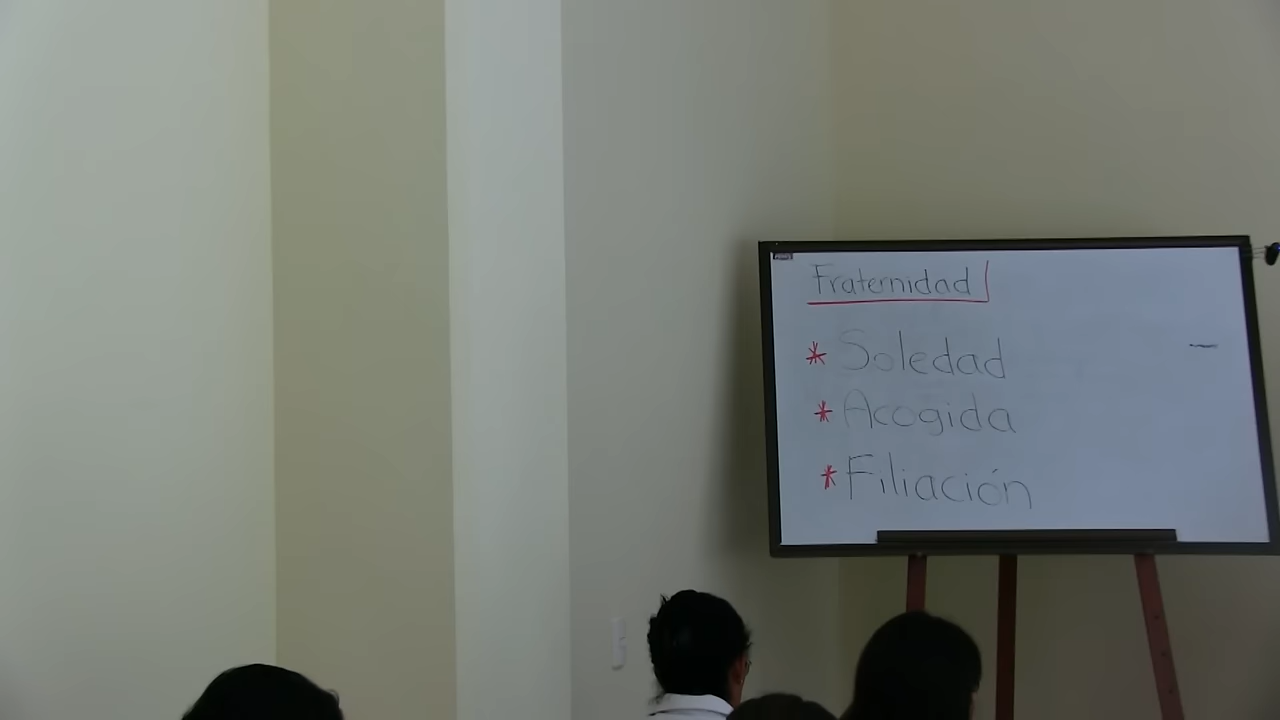 Fraternidad
* Soledad
* Acogida
* Filiación